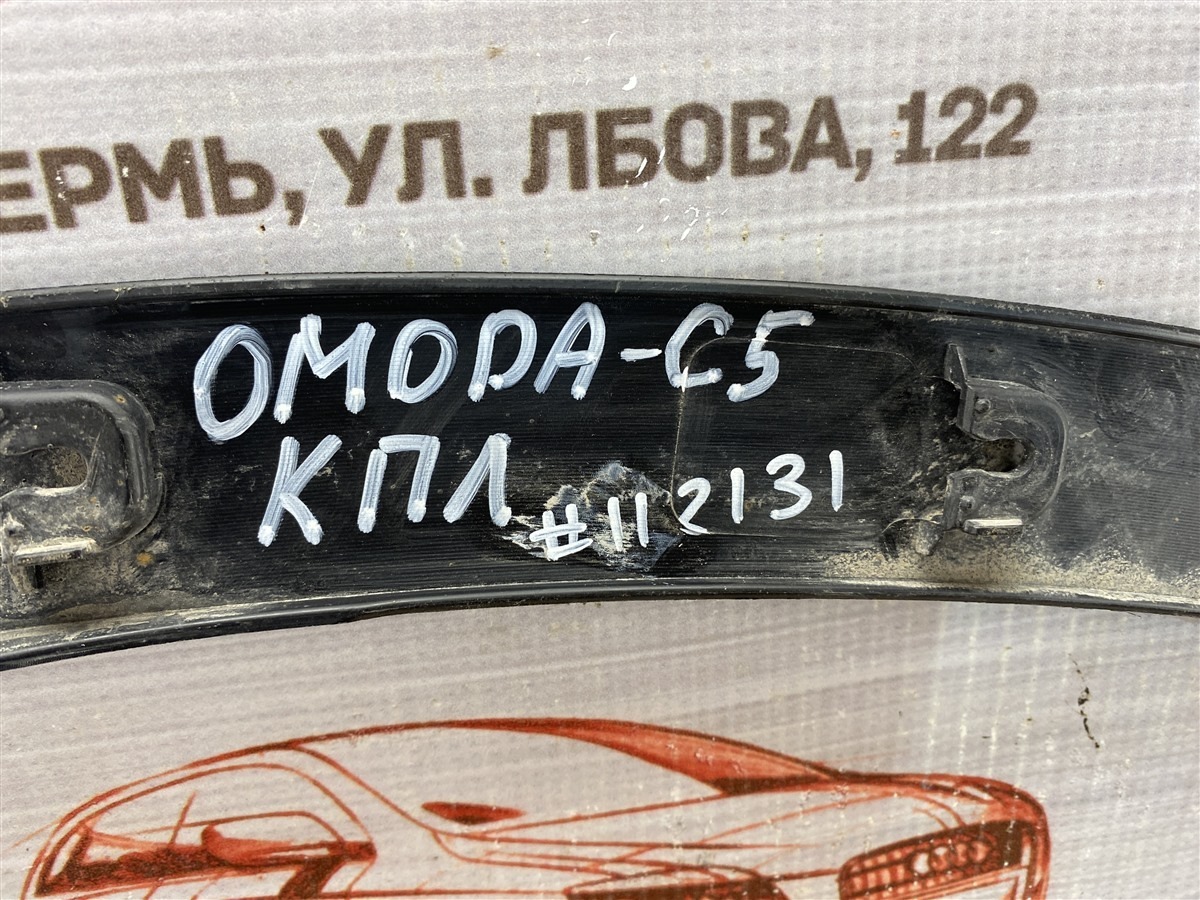 ЕРМЬ, УЛ. ЛБОВА, 122
OMODA-C5
КПЛ #112131